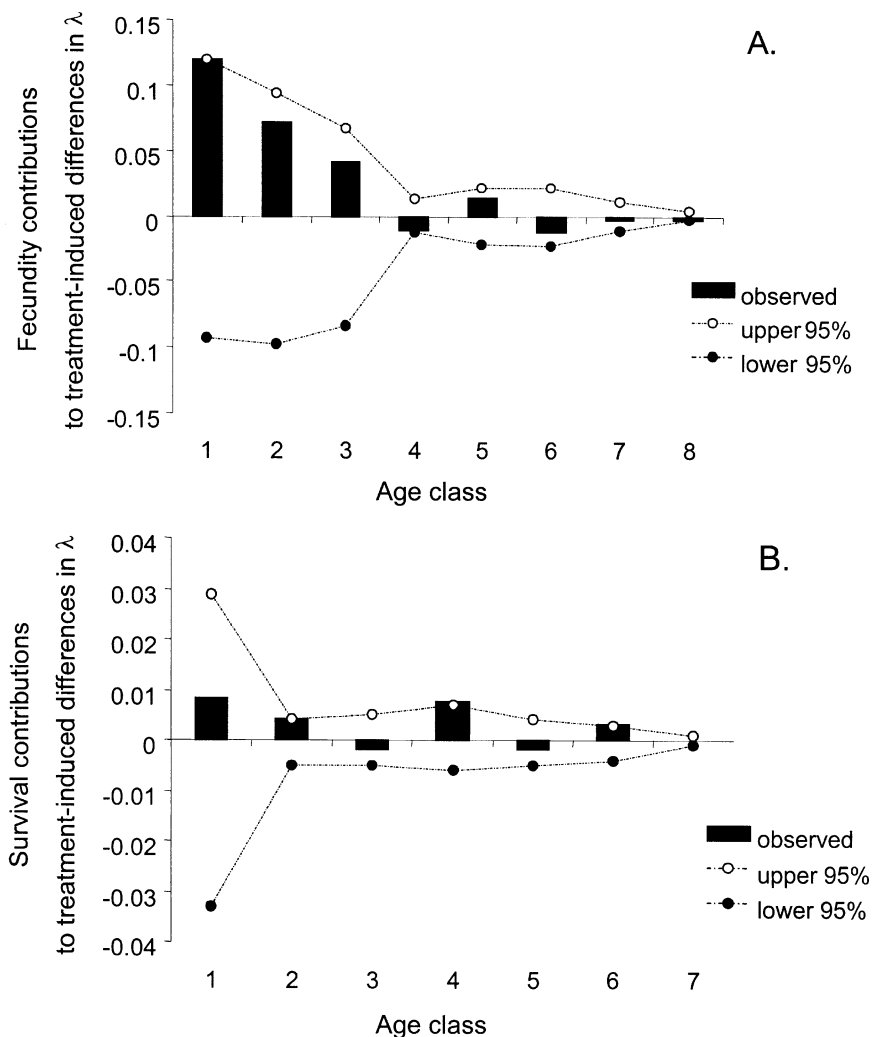 A.
Fecundity contributions
to treatment-induced differences in λ
0.15
0.1
0.05
0
-0.05
-0.1
-0.15
observed
upper 95%
lower 95%
1 2 3 4 5 6 7 8
Age class
B.
Survival contributions
to treatment-induced differences in λ
0.04
0.03
0.02
0.01
0
-0.01
-0.02
-0.03
-0.04
observed
upper 95%
lower 95%
1 2 3 4 5 6 7
Age class